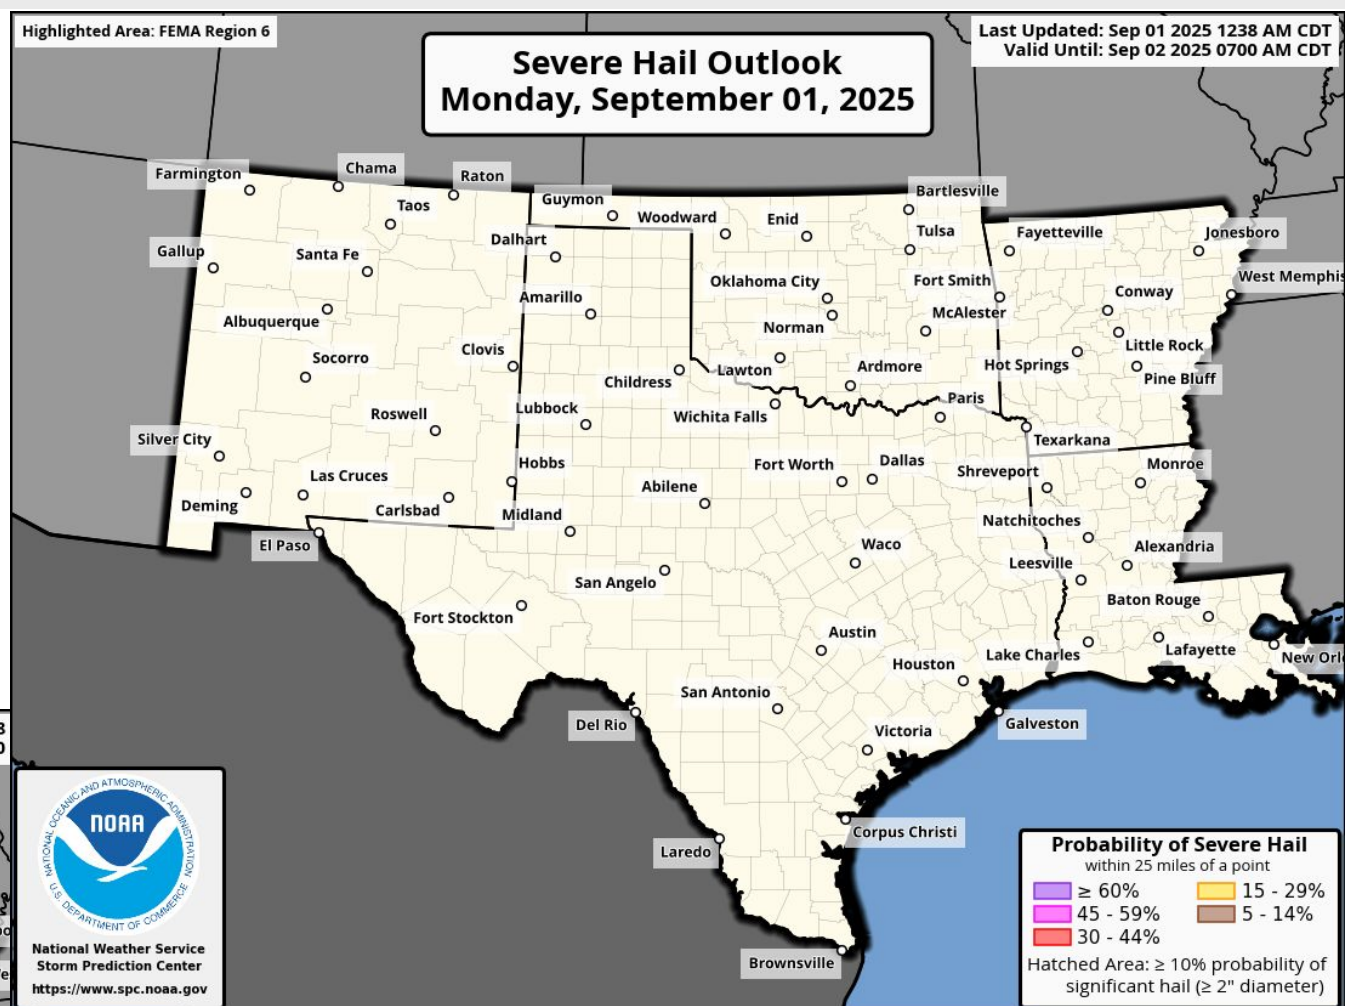 Highlighted Area: FEMA Region 6
Last Updated: Sep 01 2025 1238 AM CDT
Valid Until: Sep 02 2025 0700 AM CDT
Severe Hail Outlook
Monday, September 01, 2025
Farmington
Chama
Raton
Taos
Guymon
Woodward
Enid
Bartlesville
Tulsa
Fayetteville
Jonesboro
Gallup
Santa Fe
Dalhart
Oklahoma City
Fort Smith
West Memphis
Albuquerque
Amarillo
Norman
McAlester
Conway
Little Rock
Socorro
Clovis
Childress
Lawton
Ardmore
Hot Springs
Pine Bluff
Roswell
Lubbock
Wichita Falls
Paris
Texarkana
Silver City
Las Cruces
Hobbs
Abilene
Fort Worth
Dallas
Shreveport
Monroe
Deming
Carlsbad
Midland
Natchitoches
El Paso
San Angelo
Waco
Leesville
Alexandria
Fort Stockton
Austin
Baton Rouge
Houston
Lake Charles
Lafayette
New Orl
San Antonio
Del Rio
Victoria
Galveston
8
0
Laredo
Corpus Christi
Brownsville
NATIONAL OCEANIC AND ATMOSPHERIC ADMINISTRATION
NOAA
U.S. DEPARTMENT OF COMMERCE
National Weather Service
Storm Prediction Center
https://www.spc.noaa.gov
Probability of Severe Hail
within 25 miles of a point
≥ 60% 15 - 29%
45 - 59% 5 - 14%
30 - 44%
Hatched Area: ≥ 10% probability of
significant hail (≥ 2" diameter)